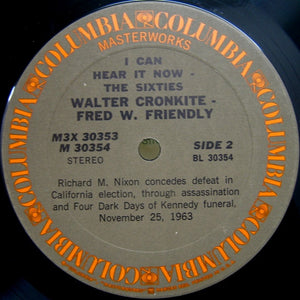 COLUMBIA COLUMBIA COLUMBIA COLUMBIA COLUMBIA COLUMBIA
MASTERWORKS
I CAN
HEAR IT NOW -
THE SIXTIES
WALTER CRONKITE -
FRED W. FRIENDLY
M3X 30353
M 30354
SIDE 2
STEREO
BL 30354
Richard M. Nixon concedes defeat in
California election, through assassination
and Four Dark Days of Kennedy funeral,
November 25, 1963